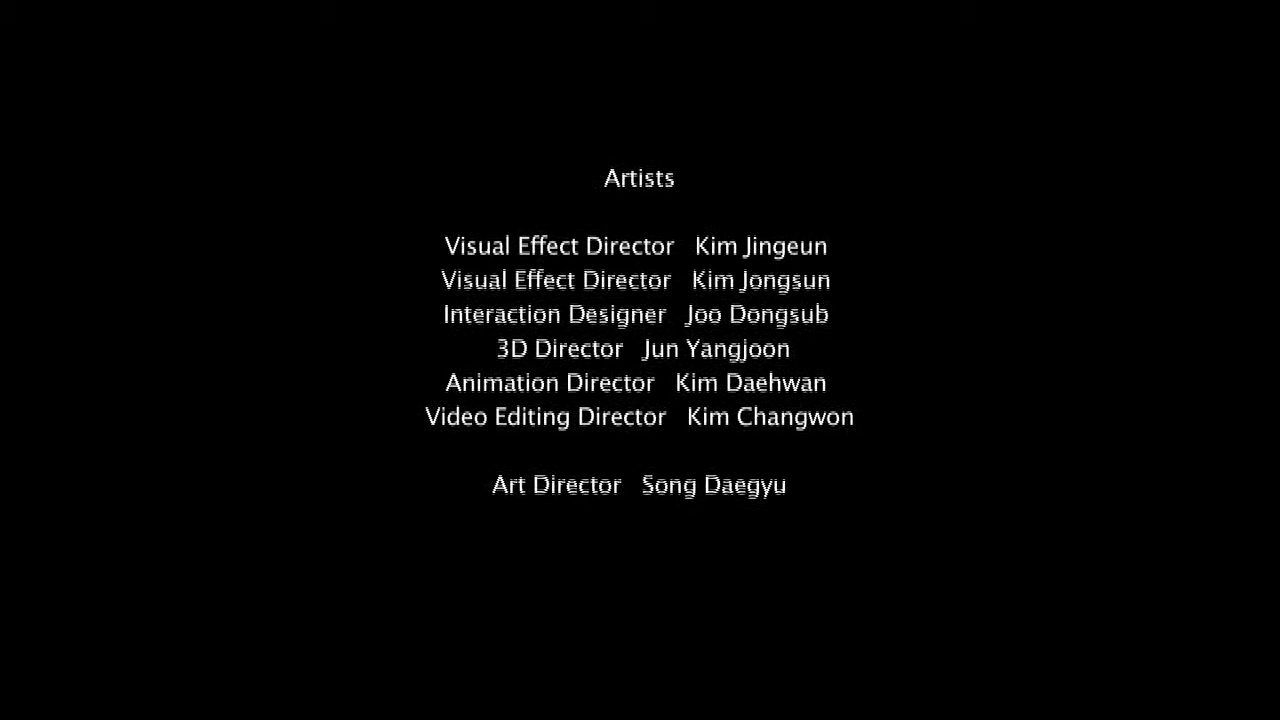 Artists
Visual Effect Director Kim Jingeun
Visual Effect Director Kim Jongsun
Interaction Designer Joo Dongsub
3D Director Jun Yangjoon
Animation Director Kim Daehwan
Video Editing Director Kim Changwon
Art Director Song Daegyu